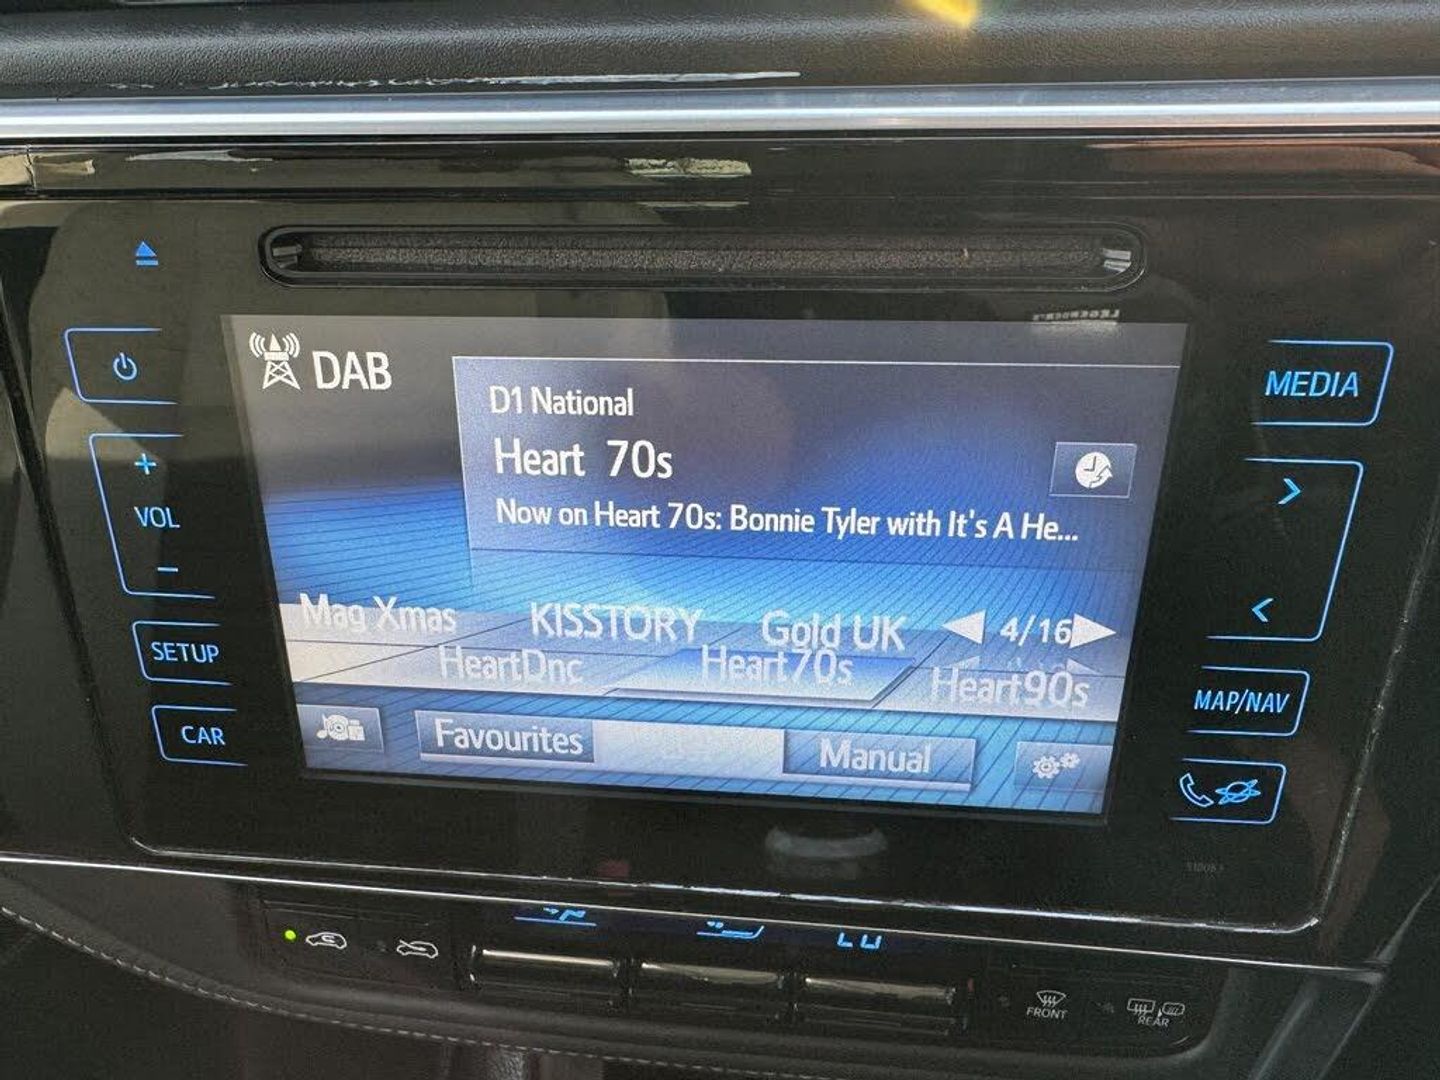 DAB
D1 National
Heart 70s
Now on Heart 70s: Bonnie Tyler with It's A He...
Mag Xmas KISSTORY Gold UK 4/16
HeartDnc Heart70s Heart90s
Favourites Manual
VOL
SETUP
CAR
MEDIA
MAP/NAV
FRONT
REAR